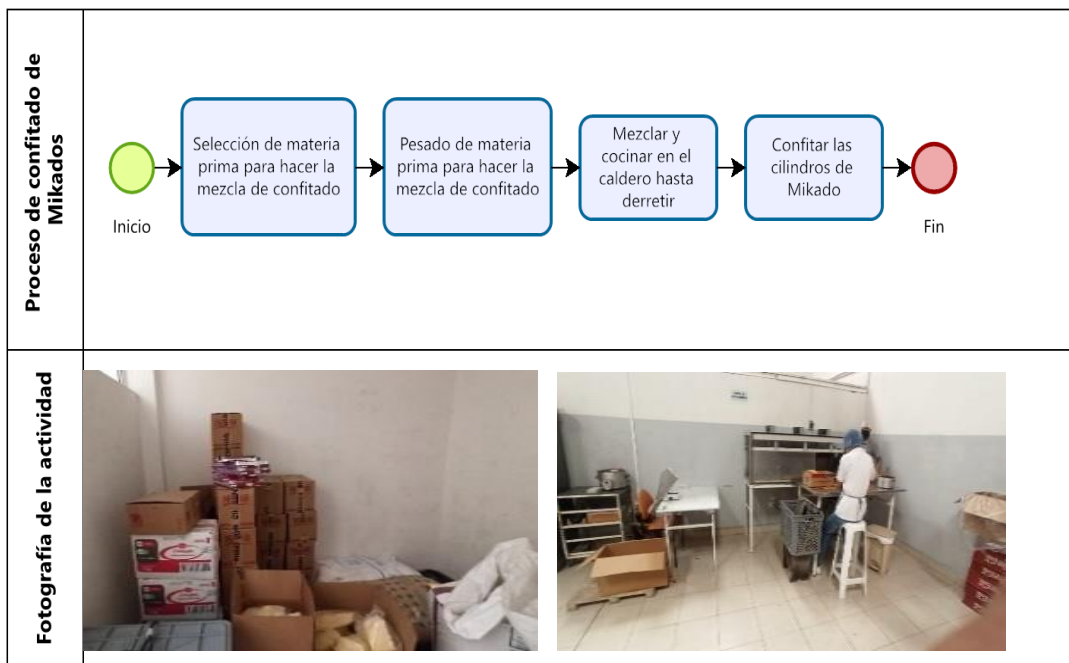 Proceso de confitado de
Mikados
Inicio
Selección de materia
prima para hacer la
mezcla de confitado
Pesado de materia
prima para hacer la
mezcla de confitado
Mezclar y
cocinar en el
caldero hasta
derretir
Confitar las
cilindros de
Mikado
Fin
Fotografía de la actividad